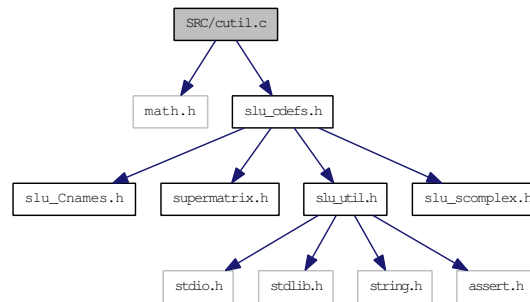 SRC/cutil.c
math.h
slu_cdefs.h
slu_Cnames.h
supermatrix.h
slu_util.h
slu_scomplex.h
stdio.h
stdlib.h
string.h
assert.h